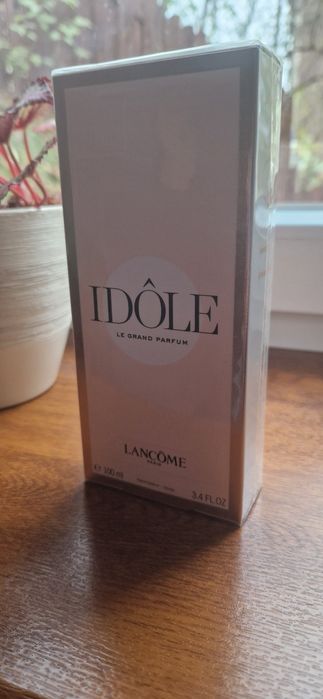 IDÔLE
LE GRAND PARFUM
LANCÔME
PARIS
e 100 ml
3.4 FL.OZ